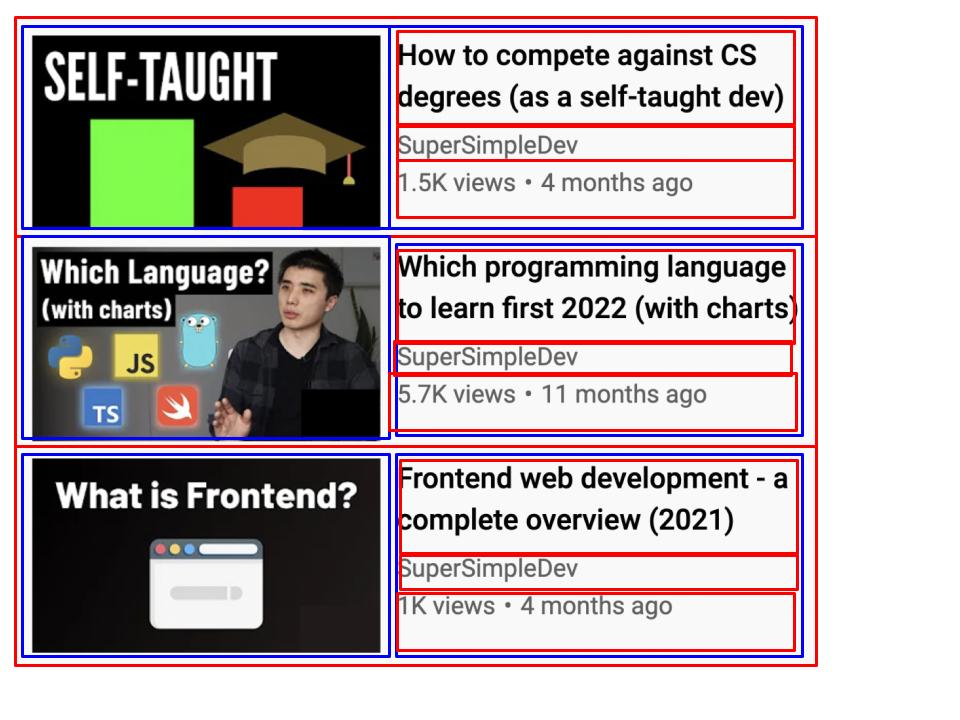 SELF-TAUGHT
How to compete against CS
degrees (as a self-taught dev)
SuperSimpleDev
1.5K views • 4 months ago
Which Language?
(with charts)
JS
TS
Which programming language
to learn first 2022 (with charts)
SuperSimpleDev
5.7K views • 11 months ago
What is Frontend?
Frontend web development - a
complete overview (2021)
SuperSimpleDev
1K views • 4 months ago